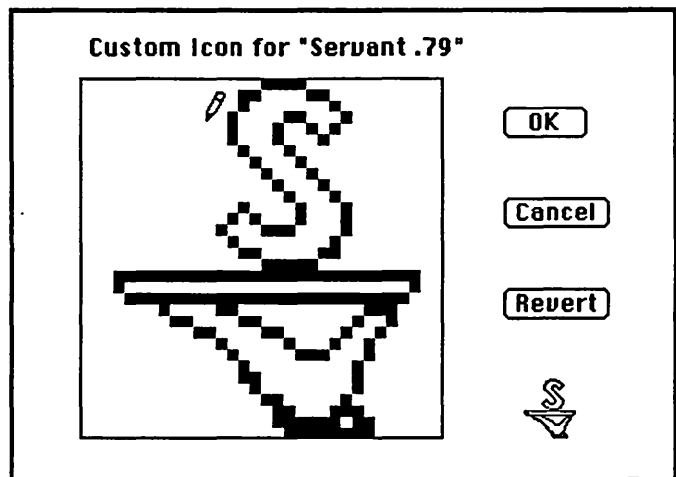 Custom Icon for "Servant .79"
OK
Cancel
Revert
S
S